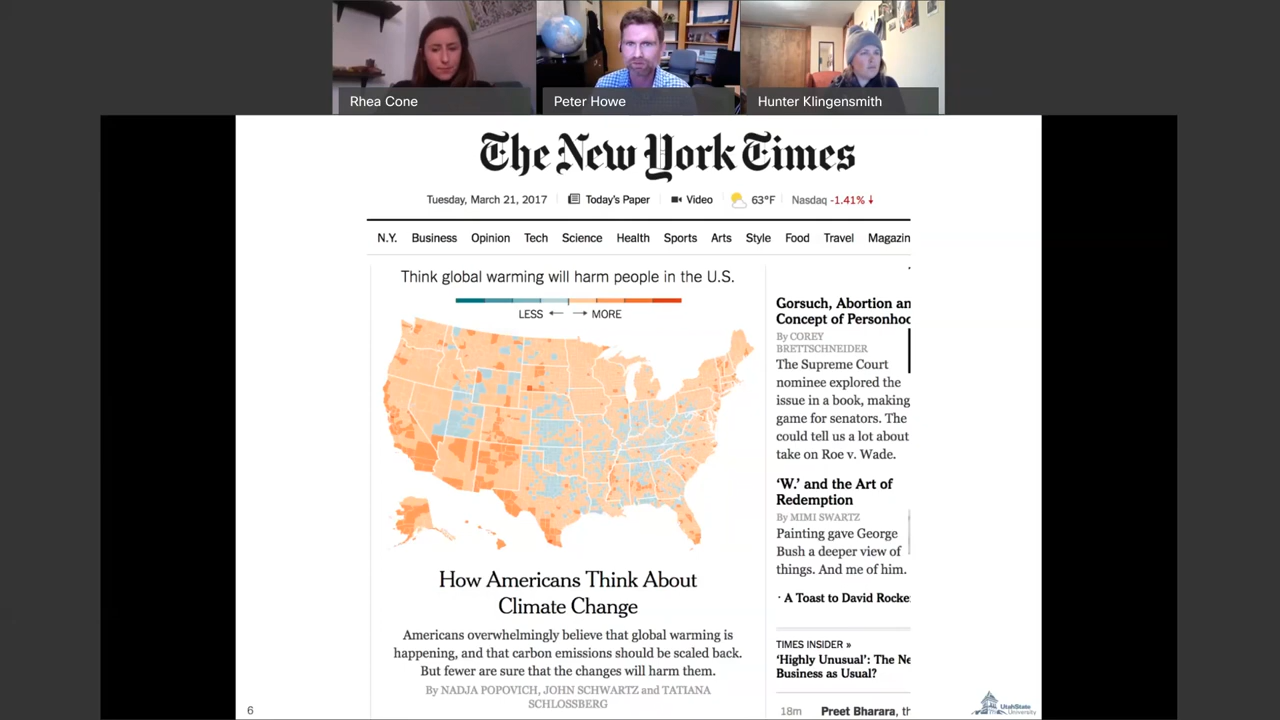 Rhea Cone
Peter Howe
Hunter Klingensmith
The New York Times
Tuesday, March 21, 2017 Today's Paper Video 63°F Nasdaq -1.41%
N.Y. Business Opinion Tech Science Health Sports Arts Style Food Travel Magazin
Think global warming will harm people in the U.S.
LESS ← → MORE
How Americans Think About
Climate Change
Americans overwhelmingly believe that global warming is
happening, and that carbon emissions should be scaled back.
But fewer are sure that the changes will harm them.
By NADJA POPOVICH, JOHN SCHWARTZ and TATIANA
SCHLOSSBERG
Gorsuch, Abortion an
Concept of Personhoo
By COREY
BRETTSCHNEIDER
The Supreme Court
nominee explored the
issue in a book, making
game for senators. The
could tell us a lot about
take on Roe v. Wade.
'W.' and the Art of
Redemption
By MIMI SWARTZ
Painting gave George
Bush a deeper view of
things. And me of him.
· A Toast to David Rocke
TIMES INSIDER »
'Highly Unusual': The Ne
Business as Usual?
18m Preet Bharara, th
6
UtahState
University